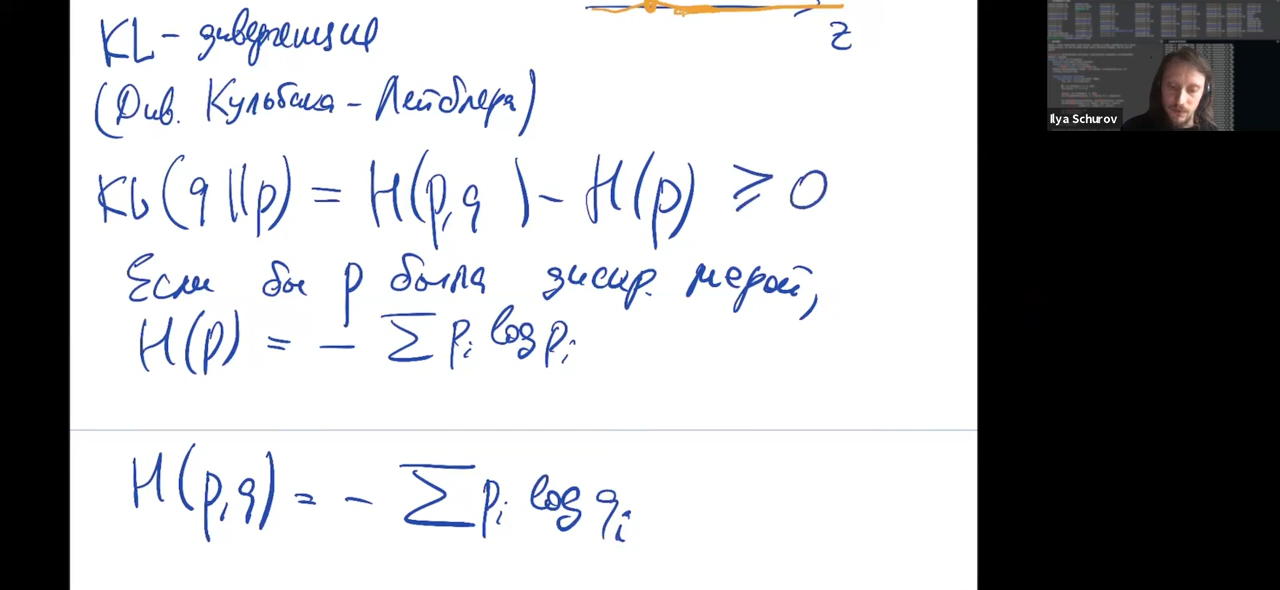 z
KL - дивергенция
(Див. Кульбака - Лейблера)
KL(q||p) = H(p,q) - H(p) ≥ 0
Если бы p была дискр. мерой,
H(p) = - ∑ pᵢ log pᵢ
H(p,q) = - ∑ pᵢ log qᵢ
Ilya Schurov